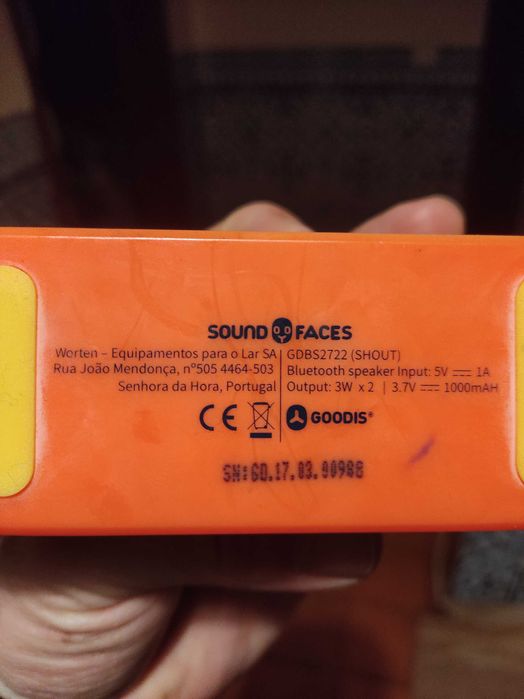 SOUND FACES
Worten – Equipamentos para o Lar SA
Rua João Mendonça, nº505 4464-503
Senhora da Hora, Portugal
GDBS2722 (SHOUT)
Bluetooth speaker Input: 5V ⎓ 1A
Output: 3W x 2 | 3.7V ⎓ 1000mAH
CE
GOODIS®
SN:GD.17.03.00988